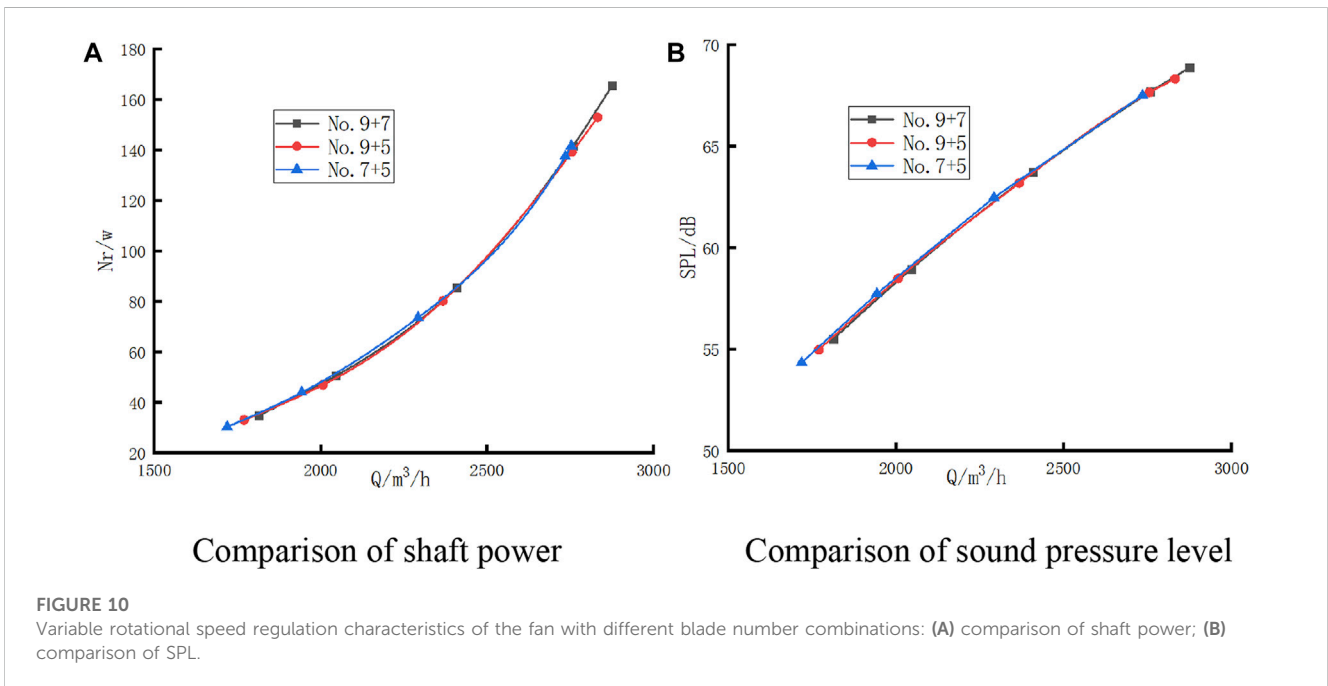 A
180
160
140
120
100
80
60
40
20
Nr/w
No. 9+7
No. 9+5
No. 7+5
1500
2000
2500
3000
Q/m³/h
Comparison of shaft power
B
70
65
60
55
50
SPL/dB
No. 9+7
No. 9+5
No. 7+5
1500
2000
2500
3000
Q/m³/h
Comparison of sound pressure level
FIGURE 10
Variable rotational speed regulation characteristics of the fan with different blade number combinations: (A) comparison of shaft power; (B)
comparison of SPL.